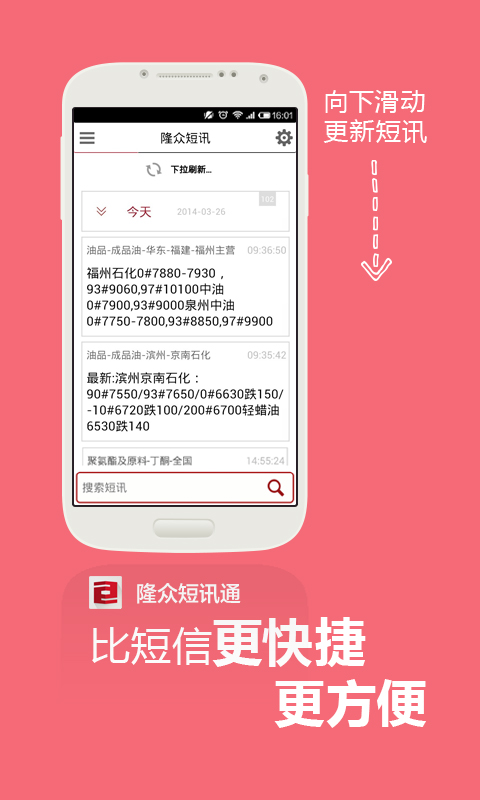 向下滑动
更新短讯
16:01
隆众短讯
下拉刷新...
102
今天
2014-03-26
油品-成品油-华东-福建-福州主营 09:36:50
福州石化0#7880-7930，
93#9060,97#10100中油
0#7900,93#9000泉州中油
0#7750-7800,93#8850,97#9900
油品-成品油-滨州-京南石化 09:35:42
最新:滨州京南石化：
90#7550/93#7650/0#6630跌150/
-10#6720跌100/200#6700轻蜡油
6530跌140
聚氨酯及原料-丁酮-全国 14:55:24
搜索短讯
隆众短讯通
比短信更快捷
更方便